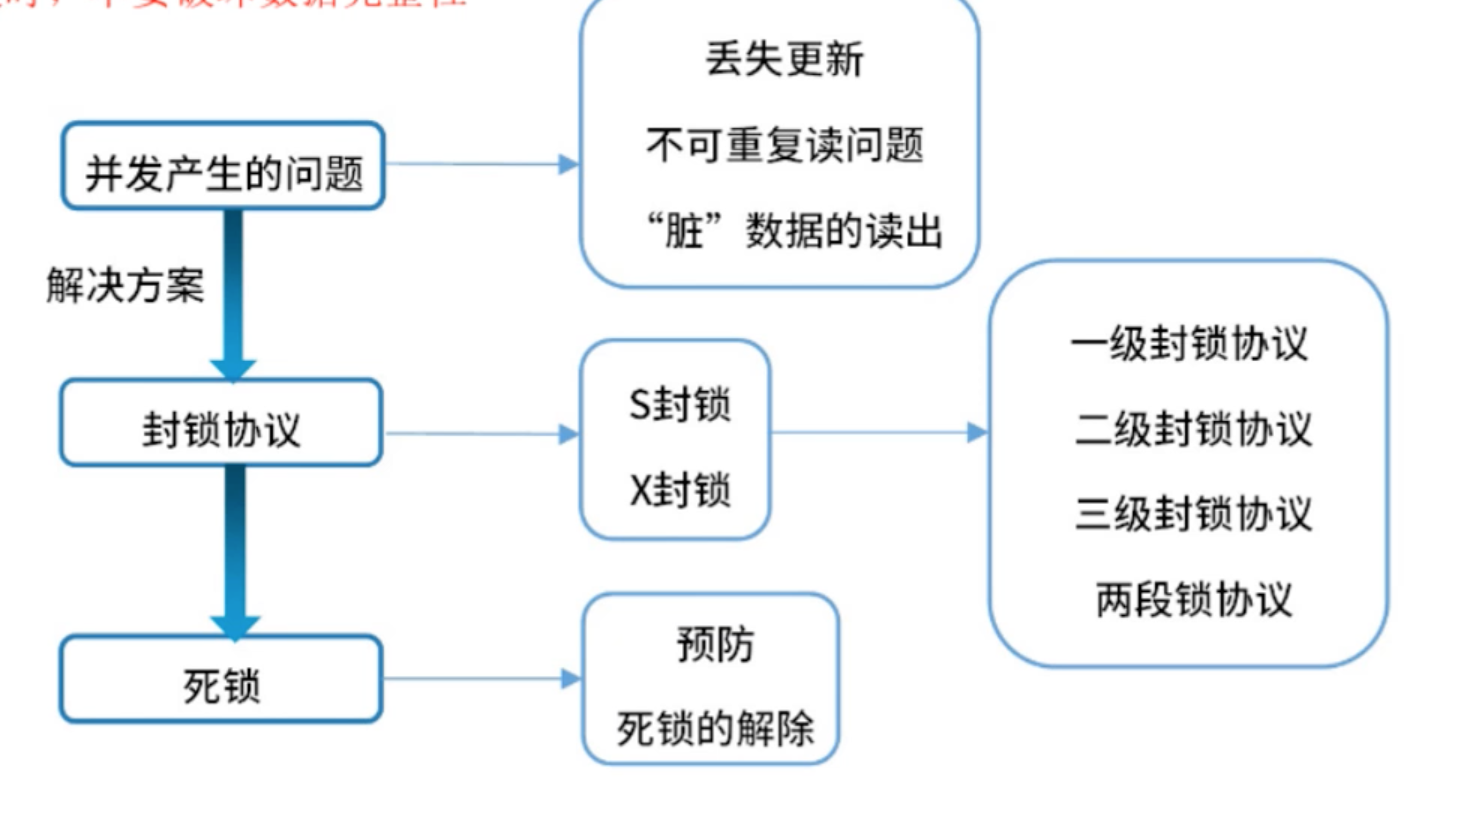 丢失更新
不可重复读问题
“脏”数据的读出
并发产生的问题
解决方案
封锁协议
S封锁
X封锁
一级封锁协议
二级封锁协议
三级封锁协议
两段锁协议
死锁
预防
死锁的解除